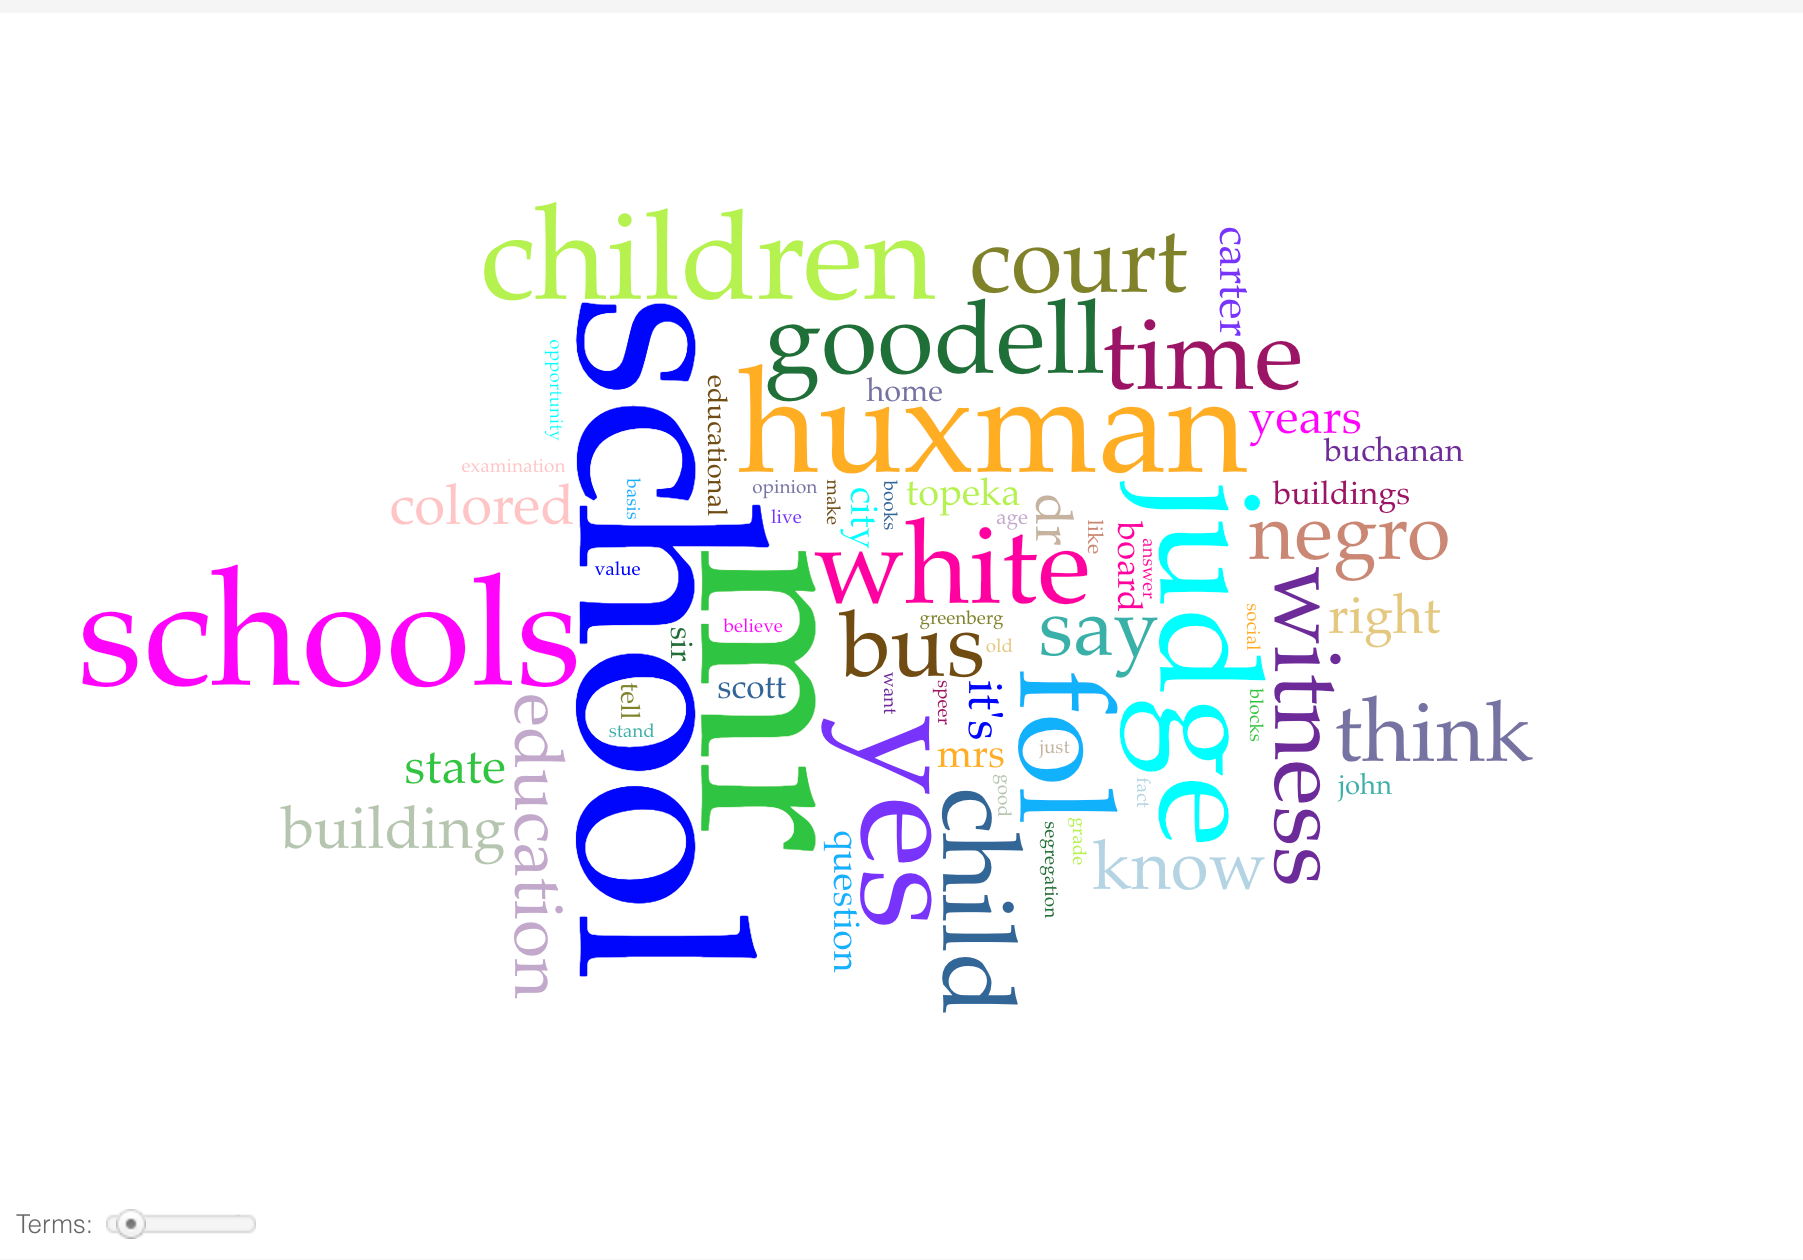 children
court
carter
goodell
time
opportunity
school
educational
home
huxman
years
buchanan
examination
colored
basis
opinion
make
city
books
topeka
age
dr
like
board
answer
judge
buildings
negro
live
white
value
mr
schools
sir
believe
greenberg
bus
old
say
social
witness
right
tell
scott
want
speer
it's
fol
blocks
stand
education
yes
just
think
state
mrs
good
fact
john
building
question
child
segregation
grade
know
Terms: